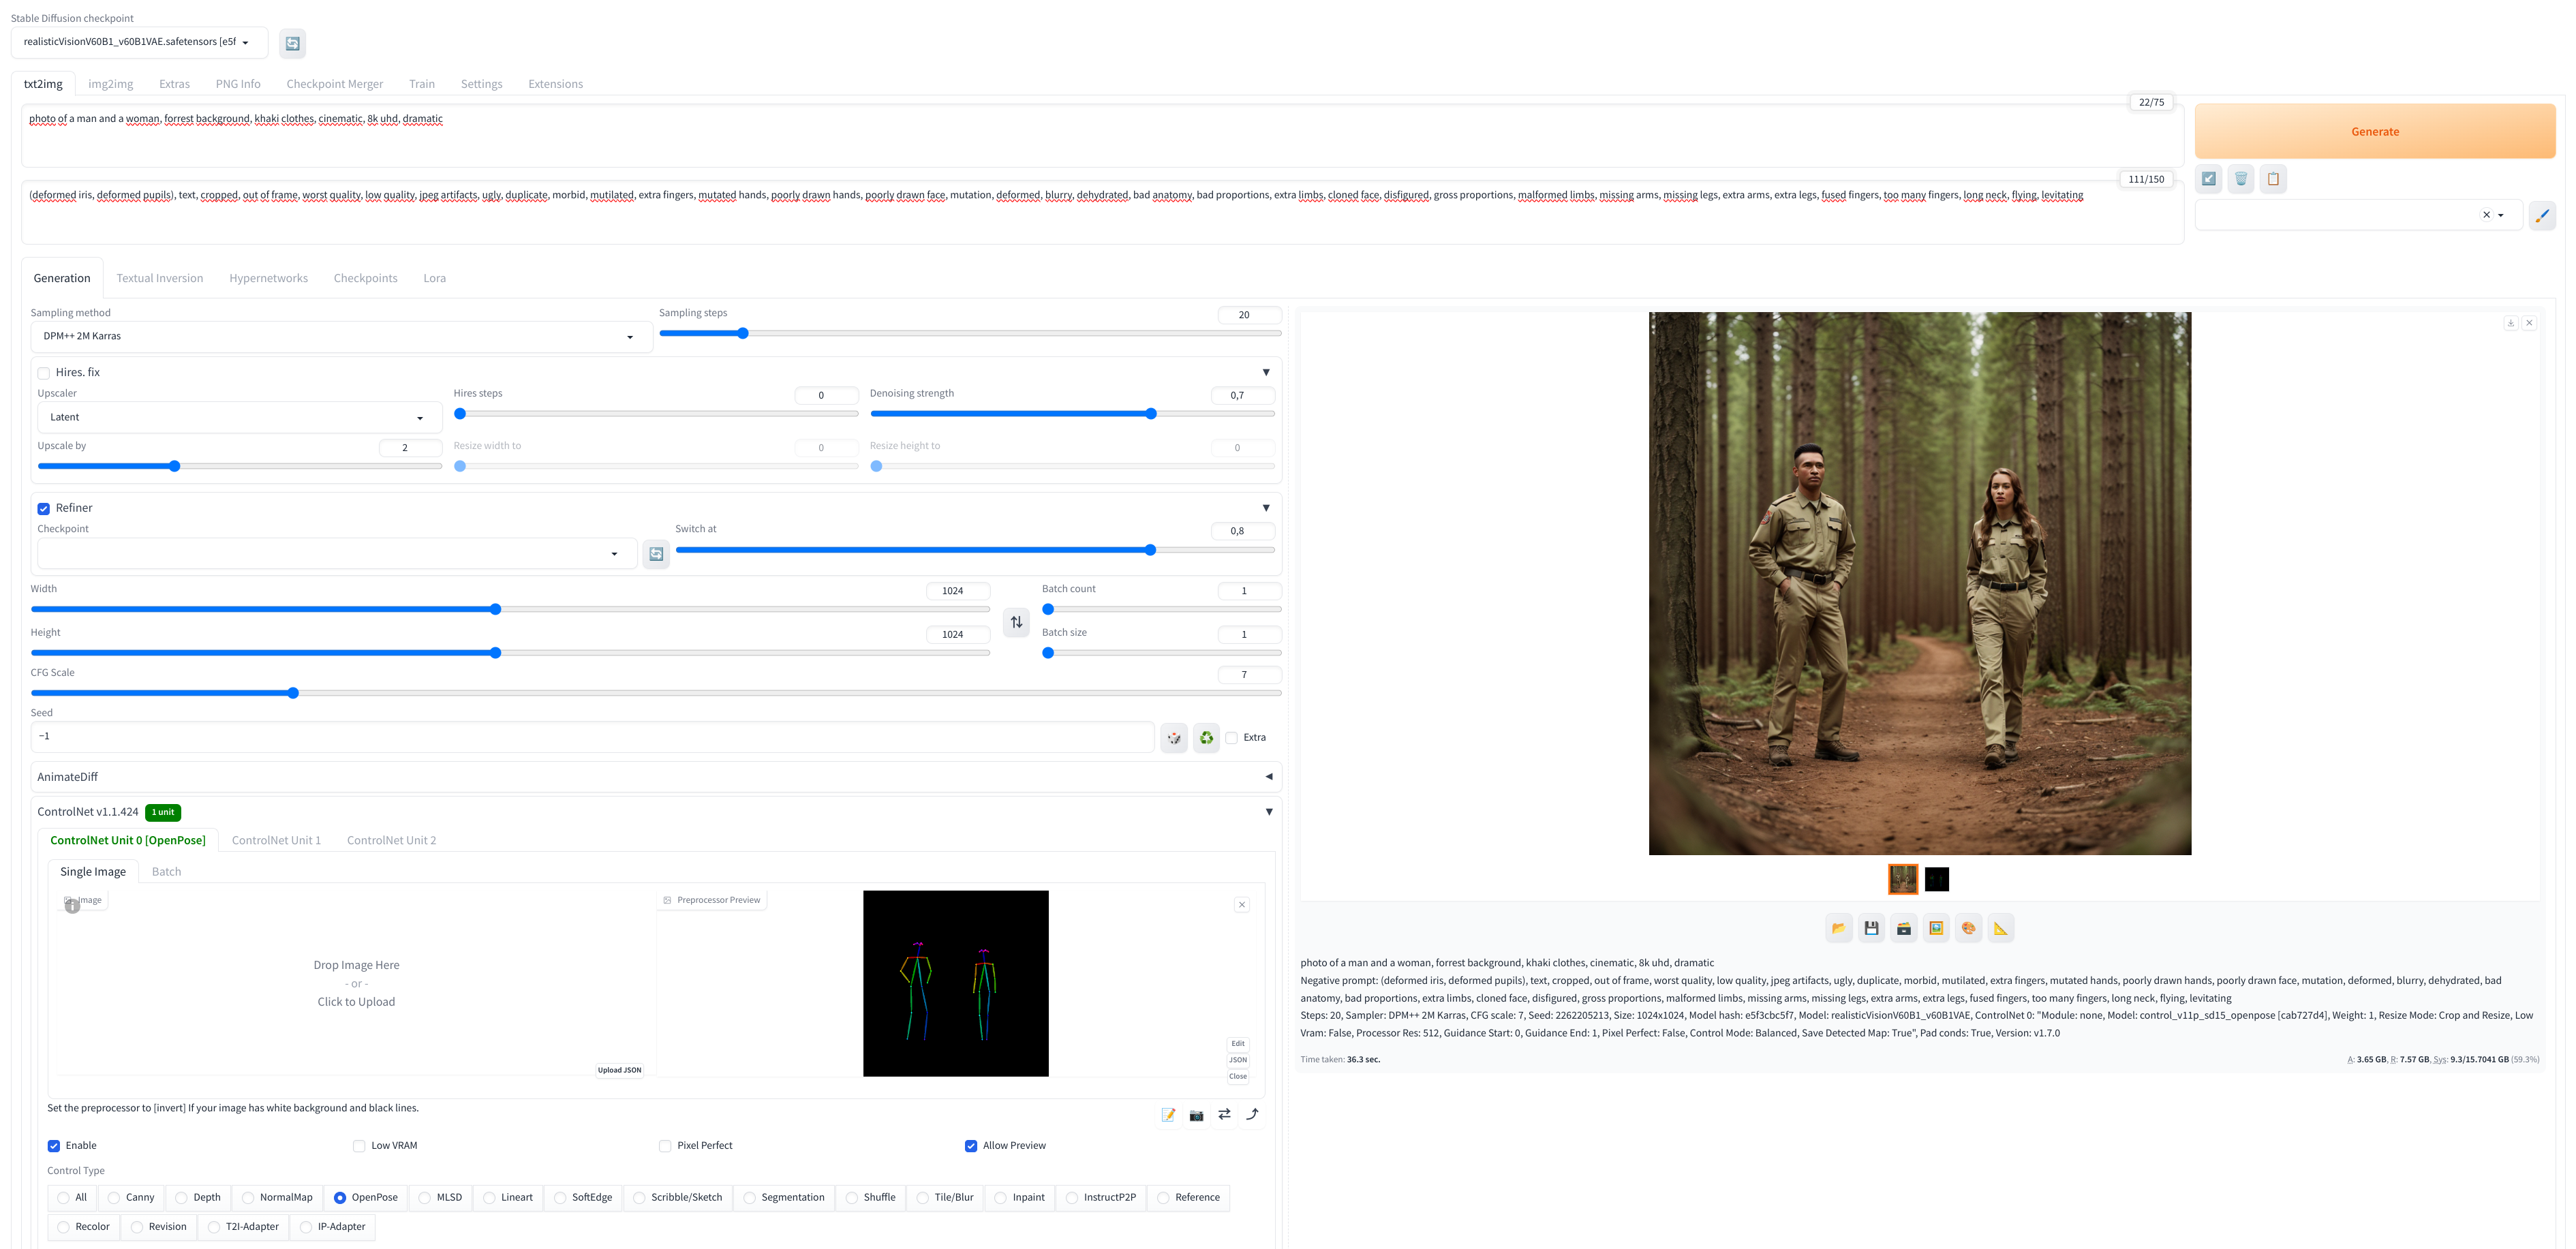 Stable Diffusion checkpoint
realisticVisionV60B1_v60B1VAE.safetensors [e5f
txt2img img2img Extras PNG Info Checkpoint Merger Train Settings Extensions
22/75
photo of a man and a woman, forrest background, khaki clothes, cinematic, 8k uhd, dramatic
Generate
111/150
(deformed iris, deformed pupils), text, cropped, out of frame, worst quality, low quality, jpeg artifacts, ugly, duplicate, morbid, mutilated, extra fingers, mutated hands, poorly drawn hands, poorly drawn face, mutation, deformed, blurry, dehydrated, bad anatomy, bad proportions, extra limbs, cloned face, disfigured, gross proportions, malformed limbs, missing arms, missing legs, extra arms, extra legs, fused fingers, too many fingers, long neck, flying, levitating
Generation Textual Inversion Hypernetworks Checkpoints Lora
Sampling method Sampling steps 20
DPM++ 2M Karras
Hires. fix
Upscaler Hires steps 0 Denoising strength 0,7
Latent
Upscale by 2 Resize width to 0 Resize height to 0
Refiner
Checkpoint Switch at 0,8
Width 1024 Batch count 1
Height 1024 Batch size 1
CFG Scale 7
Seed
−1
Extra
AnimateDiff
ControlNet v1.1.424 1 unit
ControlNet Unit 0 [OpenPose] ControlNet Unit 1 ControlNet Unit 2
Single Image Batch
Image Preprocessor Preview
Drop Image Here
- or -
Click to Upload
Upload JSON
Edit
JSON
Close
Set the preprocessor to [invert] If your image has white background and black lines.
Enable Low VRAM Pixel Perfect Allow Preview
Control Type
All Canny Depth NormalMap OpenPose MLSD Lineart SoftEdge Scribble/Sketch Segmentation Shuffle Tile/Blur Inpaint InstructP2P Reference
Recolor Revision T2I-Adapter IP-Adapter
photo of a man and a woman, forrest background, khaki clothes, cinematic, 8k uhd, dramatic
Negative prompt: (deformed iris, deformed pupils), text, cropped, out of frame, worst quality, low quality, jpeg artifacts, ugly, duplicate, morbid, mutilated, extra fingers, mutated hands, poorly drawn hands, poorly drawn face, mutation, deformed, blurry, dehydrated, bad
anatomy, bad proportions, extra limbs, cloned face, disfigured, gross proportions, malformed limbs, missing arms, missing legs, extra arms, extra legs, fused fingers, too many fingers, long neck, flying, levitating
Steps: 20, Sampler: DPM++ 2M Karras, CFG scale: 7, Seed: 2262205213, Size: 1024x1024, Model hash: e5f3cbc5f7, Model: realisticVisionV60B1_v60B1VAE, ControlNet 0: "Module: none, Model: control_v11p_sd15_openpose [cab727d4], Weight: 1, Resize Mode: Crop and Resize, Low
Vram: False, Processor Res: 512, Guidance Start: 0, Guidance End: 1, Pixel Perfect: False, Control Mode: Balanced, Save Detected Map: True", Pad conds: True, Version: v1.7.0
Time taken: 36.3 sec. A: 3.65 GB, R: 7.57 GB, Sys: 9.3/15.7041 GB (59.3%)